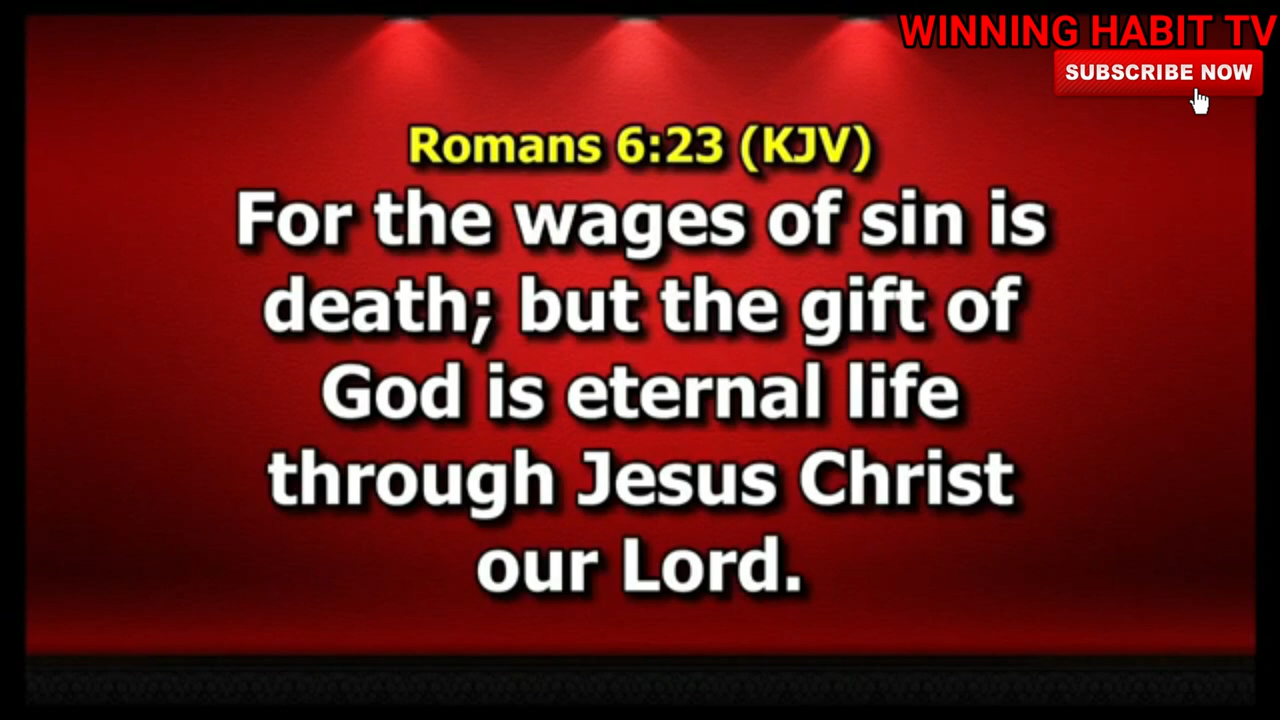 WINNING HABIT TV
SUBSCRIBE NOW
Romans 6:23 (KJV)
For the wages of sin is
death; but the gift of
God is eternal life
through Jesus Christ
our Lord.